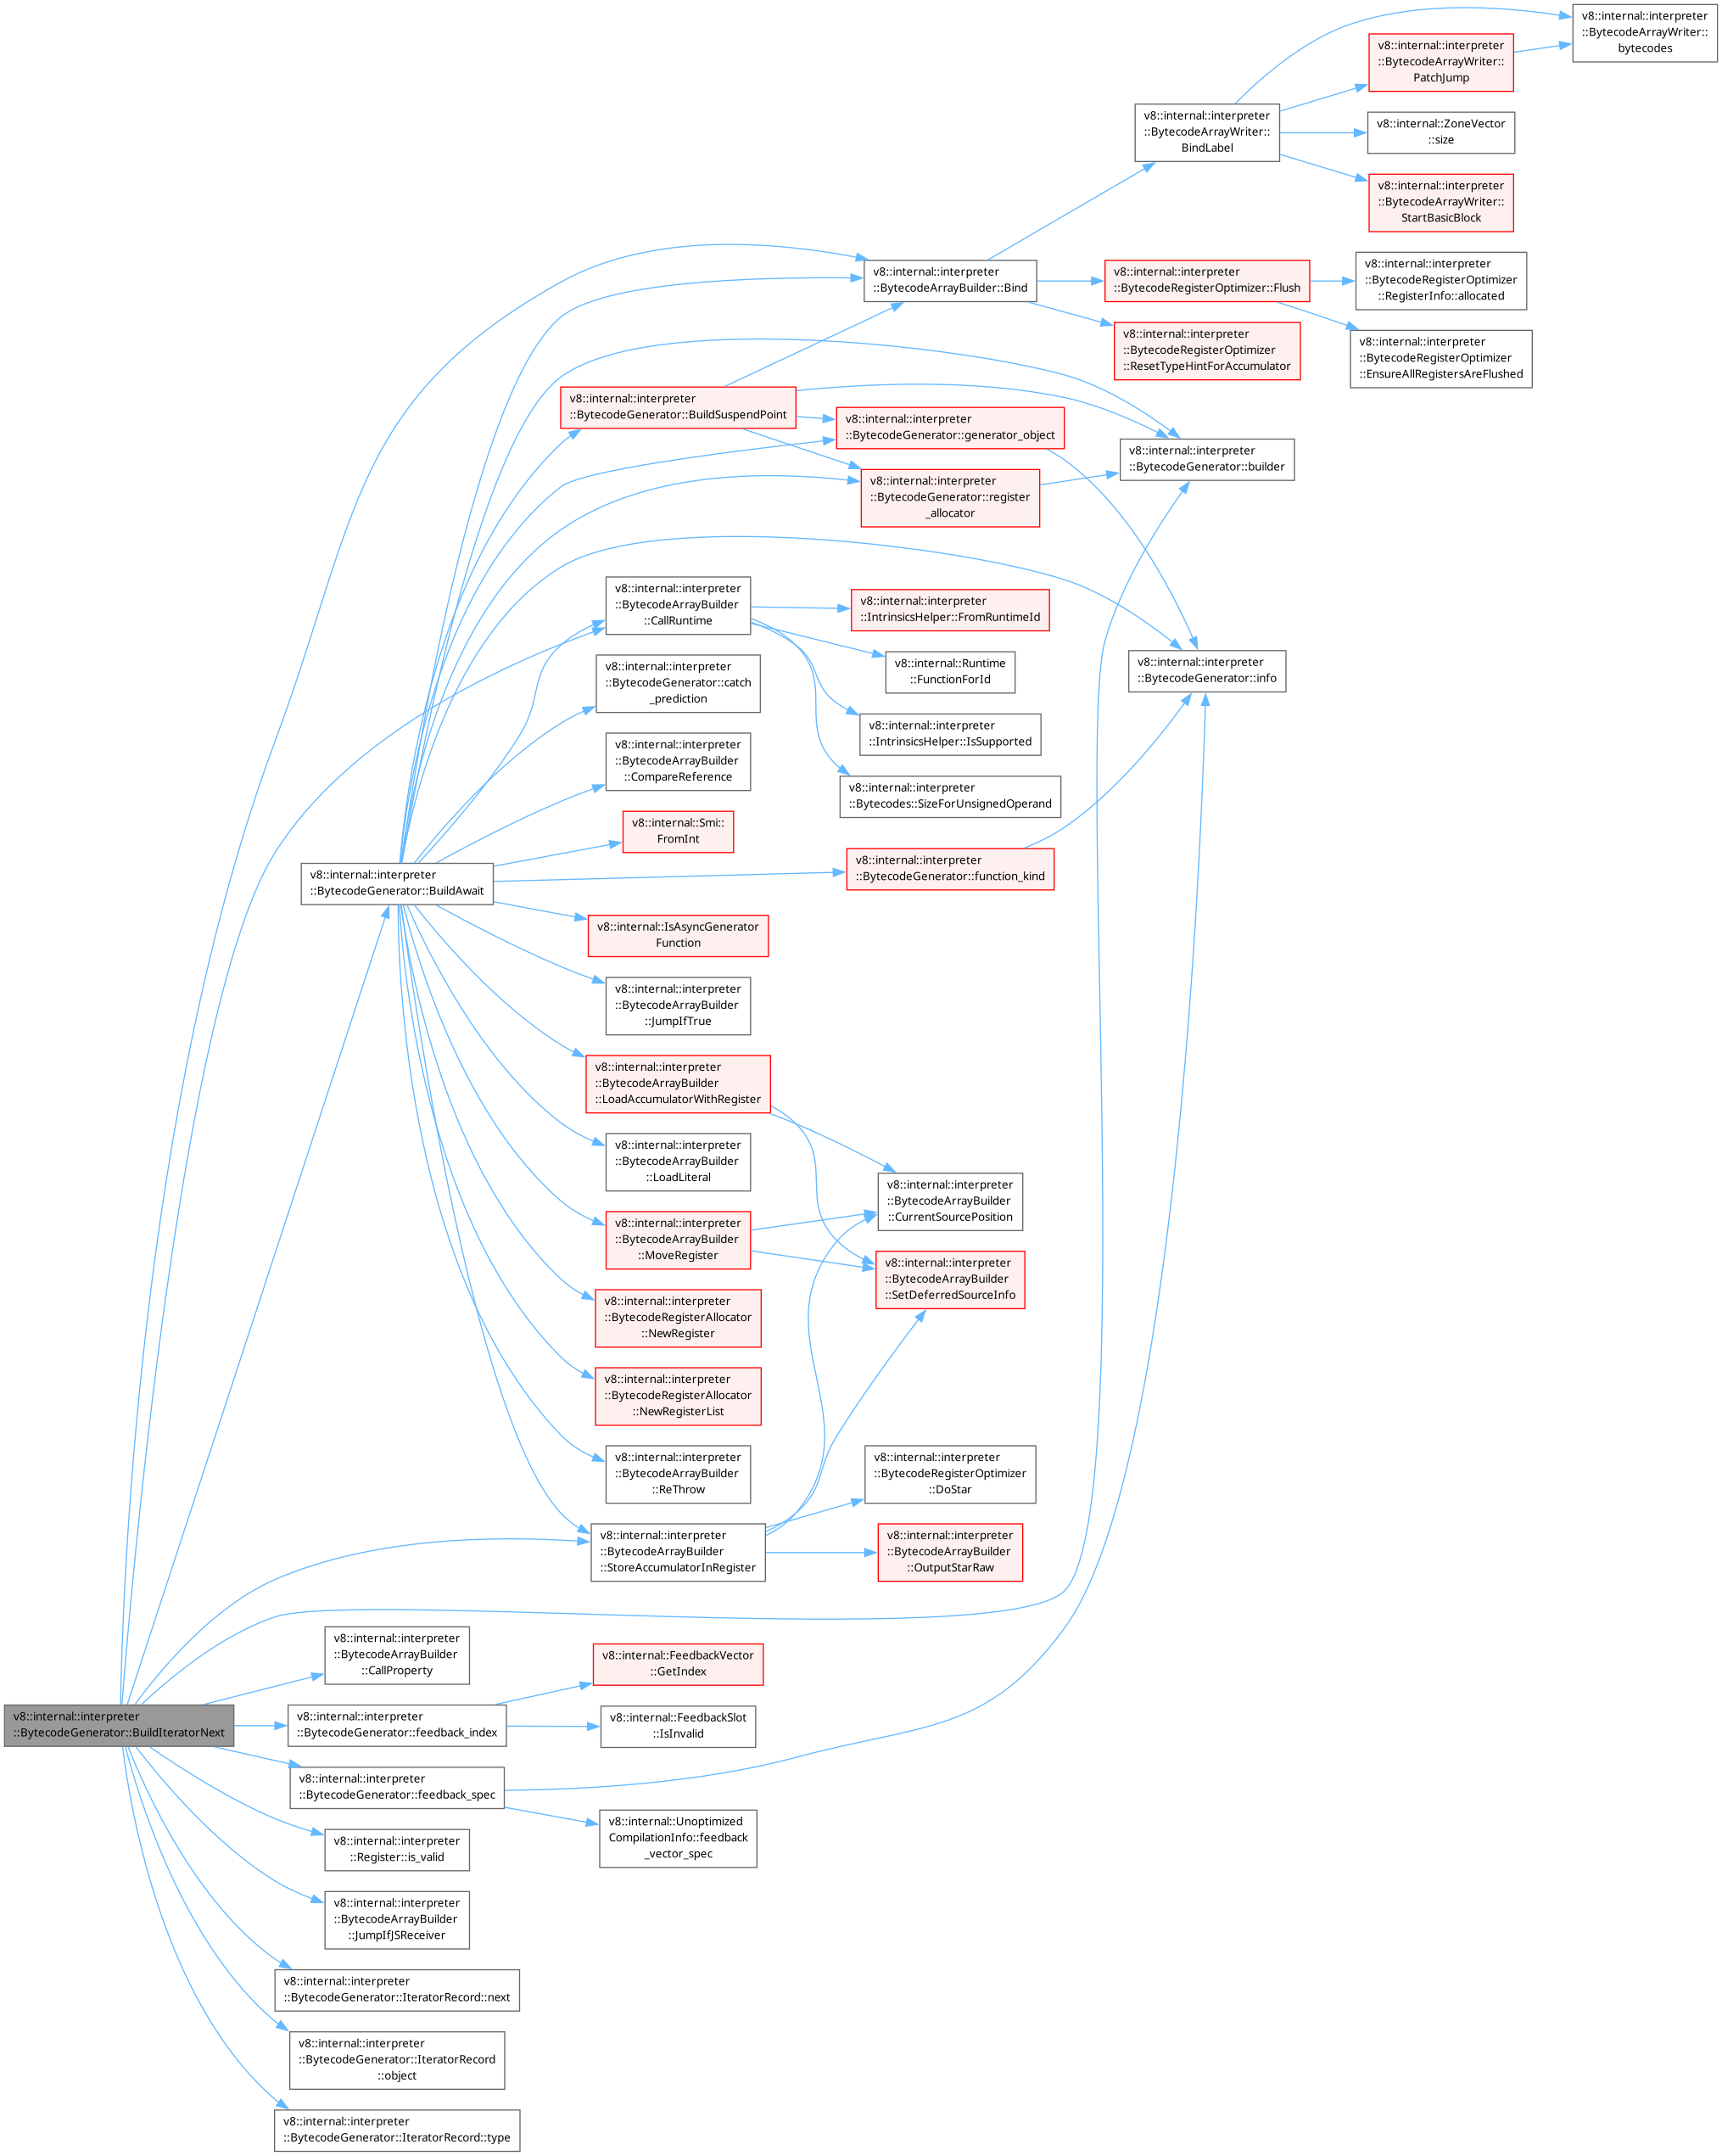 v8::internal::interpreter
::BytecodeArrayWriter::
bytecodes
v8::internal::interpreter
::BytecodeArrayWriter::
PatchJump
v8::internal::interpreter
::BytecodeArrayWriter::
BindLabel
v8::internal::ZoneVector
::size
v8::internal::interpreter
::BytecodeArrayWriter::
StartBasicBlock
v8::internal::interpreter
::BytecodeArrayBuilder::Bind
v8::internal::interpreter
::BytecodeRegisterOptimizer::Flush
v8::internal::interpreter
::BytecodeRegisterOptimizer
::RegisterInfo::allocated
v8::internal::interpreter
::BytecodeRegisterOptimizer
::ResetTypeHintForAccumulator
v8::internal::interpreter
::BytecodeRegisterOptimizer
::EnsureAllRegistersAreFlushed
v8::internal::interpreter
::BytecodeGenerator::BuildSuspendPoint
v8::internal::interpreter
::BytecodeGenerator::generator_object
v8::internal::interpreter
::BytecodeGenerator::builder
v8::internal::interpreter
::BytecodeGenerator::register
_allocator
v8::internal::interpreter
::BytecodeArrayBuilder
::CallRuntime
v8::internal::interpreter
::IntrinsicsHelper::FromRuntimeId
v8::internal::Runtime
::FunctionForId
v8::internal::interpreter
::BytecodeGenerator::info
v8::internal::interpreter
::BytecodeGenerator::catch
_prediction
v8::internal::interpreter
::IntrinsicsHelper::IsSupported
v8::internal::interpreter
::BytecodeArrayBuilder
::CompareReference
v8::internal::interpreter
::Bytecodes::SizeForUnsignedOperand
v8::internal::Smi::
FromInt
v8::internal::interpreter
::BytecodeGenerator::BuildAwait
v8::internal::interpreter
::BytecodeGenerator::function_kind
v8::internal::IsAsyncGenerator
Function
v8::internal::interpreter
::BytecodeArrayBuilder
::JumpIfTrue
v8::internal::interpreter
::BytecodeArrayBuilder
::LoadAccumulatorWithRegister
v8::internal::interpreter
::BytecodeArrayBuilder
::LoadLiteral
v8::internal::interpreter
::BytecodeArrayBuilder
::CurrentSourcePosition
v8::internal::interpreter
::BytecodeArrayBuilder
::MoveRegister
v8::internal::interpreter
::BytecodeArrayBuilder
::SetDeferredSourceInfo
v8::internal::interpreter
::BytecodeRegisterAllocator
::NewRegister
v8::internal::interpreter
::BytecodeRegisterAllocator
::NewRegisterList
v8::internal::interpreter
::BytecodeArrayBuilder
::ReThrow
v8::internal::interpreter
::BytecodeRegisterOptimizer
::DoStar
v8::internal::interpreter
::BytecodeArrayBuilder
::StoreAccumulatorInRegister
v8::internal::interpreter
::BytecodeArrayBuilder
::OutputStarRaw
v8::internal::interpreter
::BytecodeArrayBuilder
::CallProperty
v8::internal::FeedbackVector
::GetIndex
v8::internal::interpreter
::BytecodeGenerator::BuildIteratorNext
v8::internal::interpreter
::BytecodeGenerator::feedback_index
v8::internal::FeedbackSlot
::IsInvalid
v8::internal::interpreter
::BytecodeGenerator::feedback_spec
v8::internal::Unoptimized
CompilationInfo::feedback
_vector_spec
v8::internal::interpreter
::Register::is_valid
v8::internal::interpreter
::BytecodeArrayBuilder
::JumpIfJSReceiver
v8::internal::interpreter
::BytecodeGenerator::IteratorRecord::next
v8::internal::interpreter
::BytecodeGenerator::IteratorRecord
::object
v8::internal::interpreter
::BytecodeGenerator::IteratorRecord::type